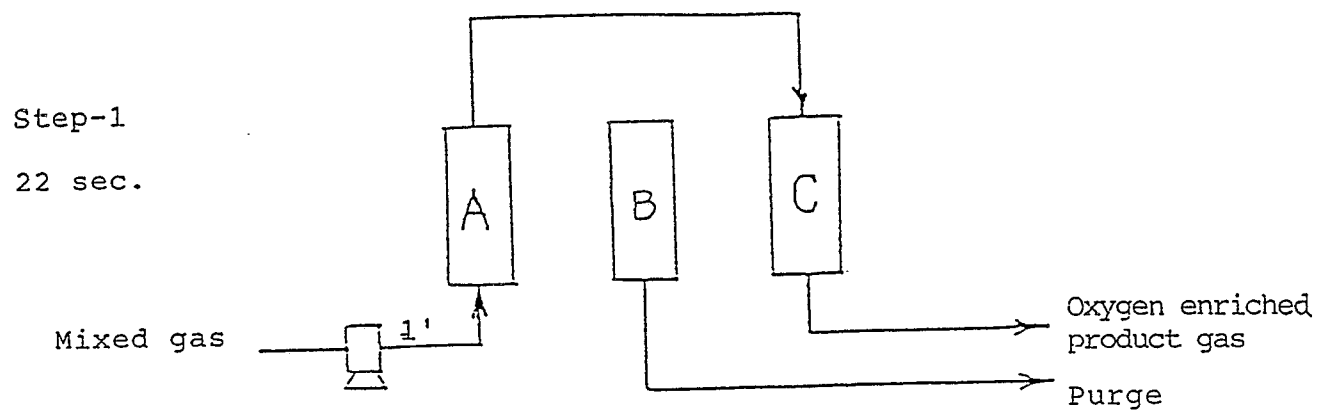 Step-1
22 sec.
A
B
C
Mixed gas
1'
Oxygen enriched
product gas
Purge